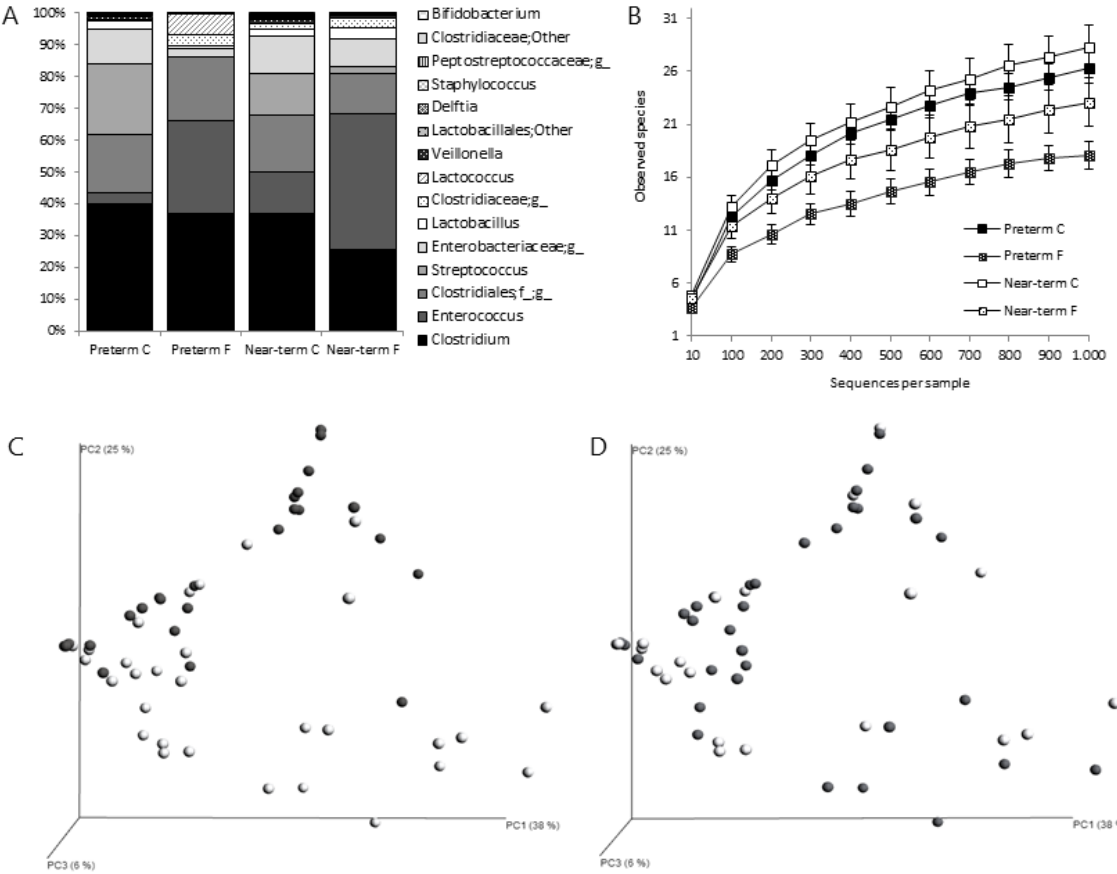 A
100%
90%
80%
70%
60%
50%
40%
30%
20%
10%
0%
Preterm C
Preterm F
Near-term C
Near-term F
Bifidobacterium
Clostridiaceae;Other
Peptostreptococcaceae;g_
Staphylococcus
Delftia
Lactobacillales;Other
Veillonella
Lactococcus
Clostridiaceae;g_
Lactobacillus
Enterobacteriaceae;g_
Streptococcus
Clostridiales;f_;g_
Enterococcus
Clostridium
B
Observed species
31
26
21
16
11
6
1
10 100 200 300 400 500 600 700 800 900 1.000
Sequences per sample
Preterm C
Preterm F
Near-term C
Near-term F
C
PC2 (25 %)
PC1 (38 %)
PC3 (6 %)
D
PC2 (25 %)
PC1 (38 %
PC3 (6 %)